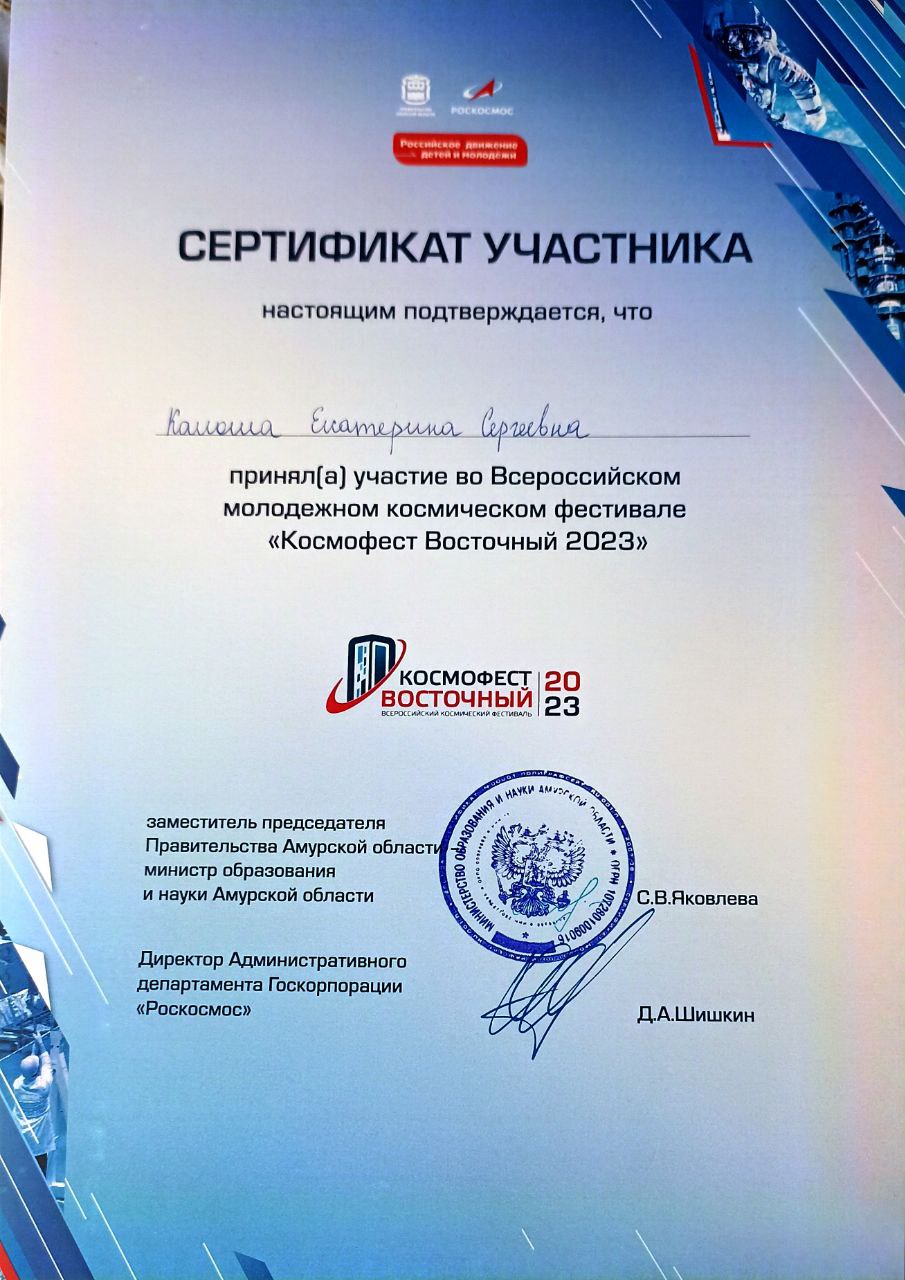 РОСКОСМОС
Российское движение
детей и молодёжи
СЕРТИФИКАТ УЧАСТНИКА
настоящим подтверждается, что
Екатерина Сергеевна
принял(а) участие во Всероссийском
молодежном космическом фестивале
«Космофест Восточный 2023»
КОСМОФЕСТ
ВОСТОЧНЫЙ
ВСЕРОССИЙСКИЙ КОСМИЧЕСКИЙ ФЕСТИВАЛЬ
20
23
заместитель председателя
Правительства Амурской области –
министр образования
и науки Амурской области
МИНИСТЕРСТВО ОБРАЗОВАНИЯ И НАУКИ АМУРСКОЙ ОБЛАСТИ * ОГРН 1072801009016
С.В.Яковлева
Директор Административного
департамента Госкорпорации
«Роскосмос»
Д.А.Шишкин